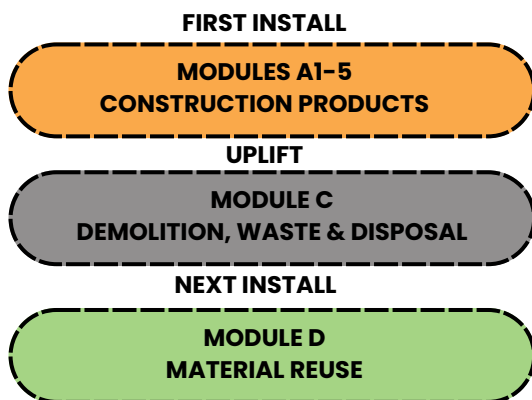 FIRST INSTALL
MODULES A1-5
CONSTRUCTION PRODUCTS
UPLIFT
MODULE C
DEMOLITION, WASTE & DISPOSAL
NEXT INSTALL
MODULE D
MATERIAL REUSE